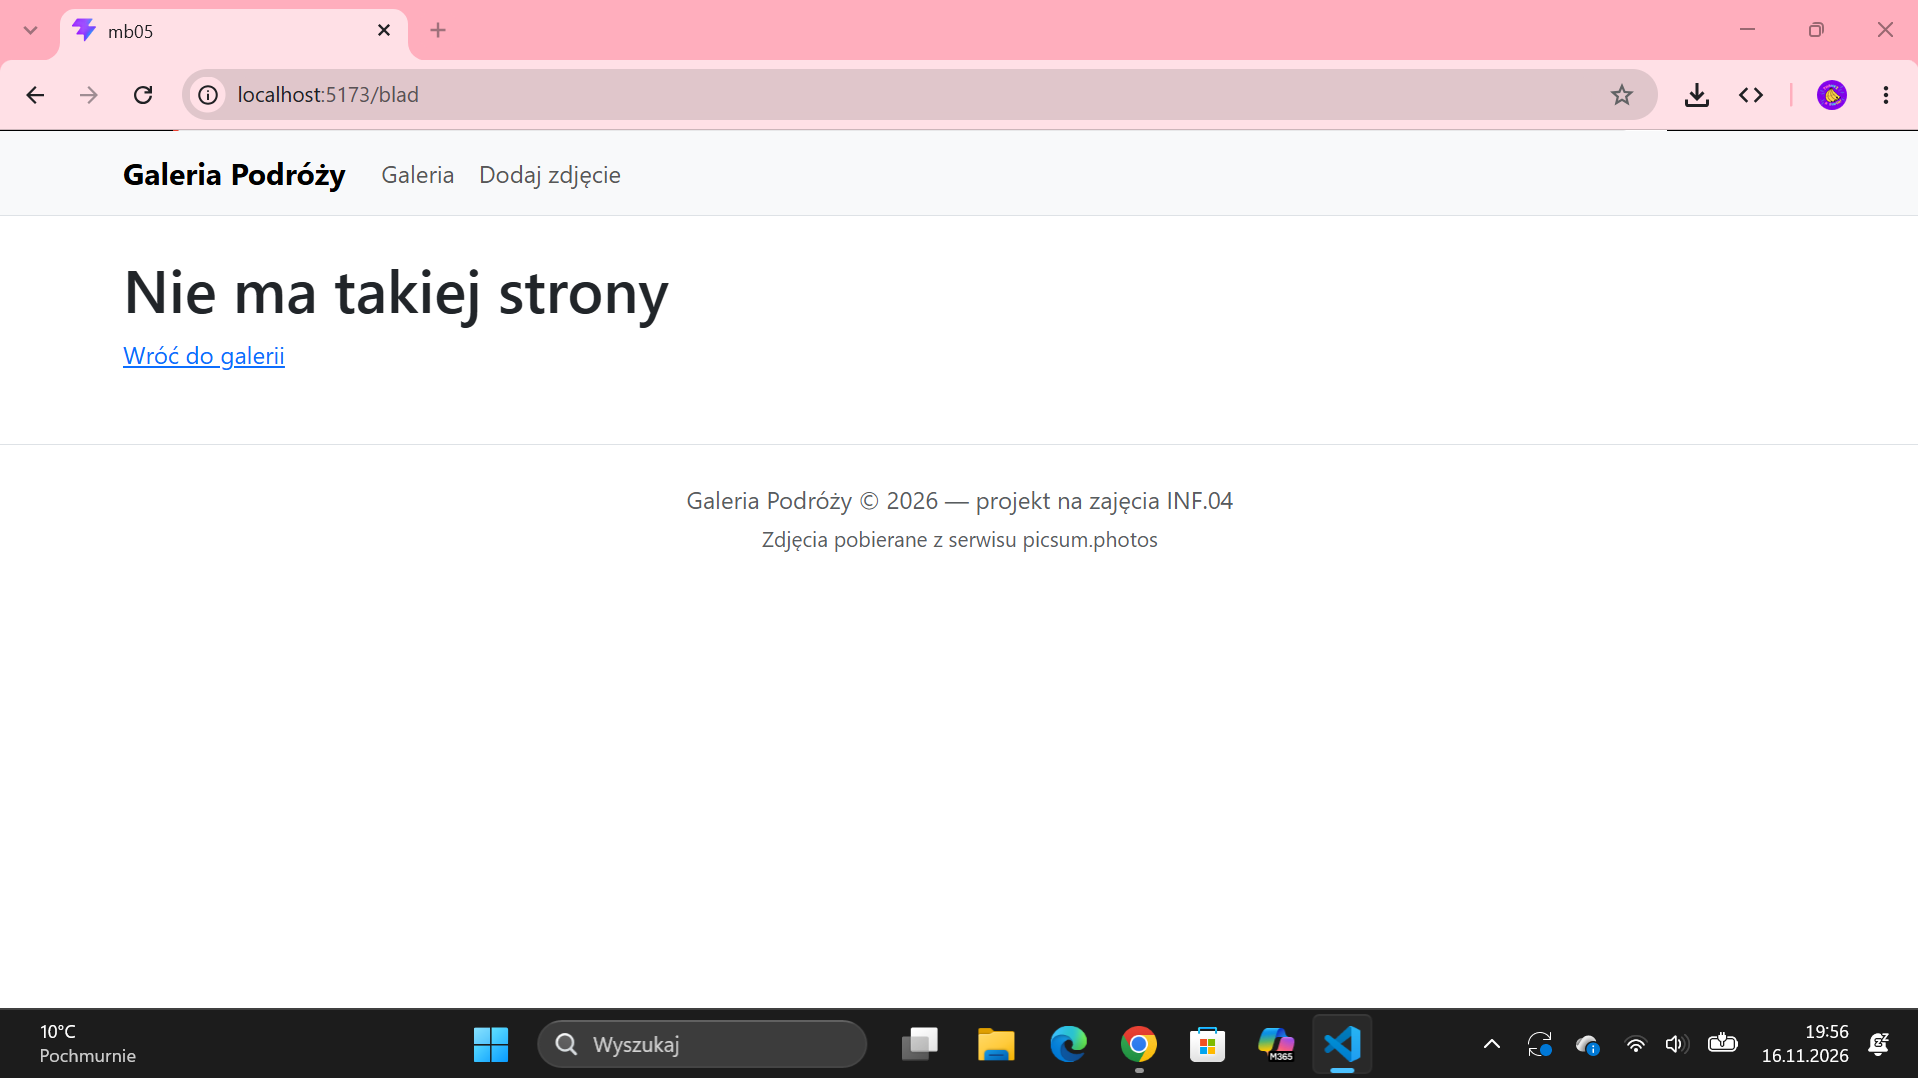 mb05
localhost:5173/blad
Galeria Podróży
Galeria
Dodaj zdjęcie
Nie ma takiej strony
Wróć do galerii
Galeria Podróży © 2026 — projekt na zajęcia INF.04
Zdjęcia pobierane z serwisu picsum.photos
10°C
Pochmurnie
Wyszukaj
M365
19:56
16.11.2026